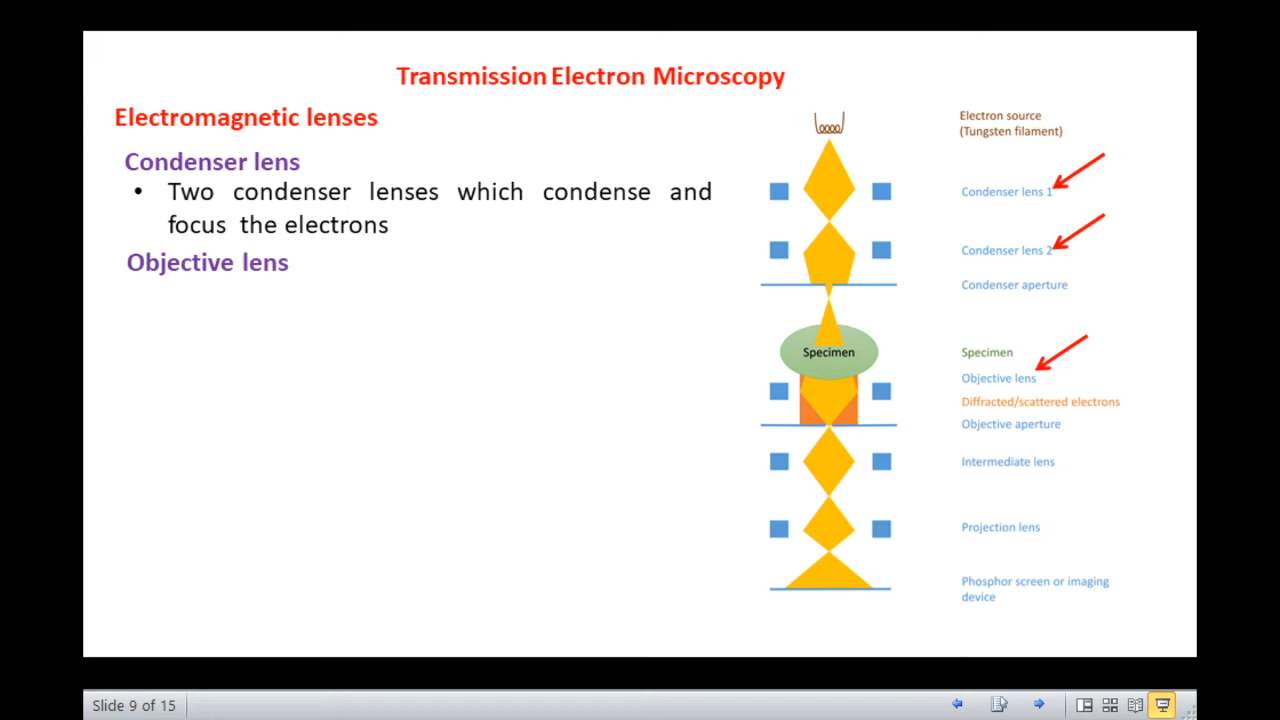 Transmission Electron Microscopy
Electromagnetic lenses
Condenser lens
• Two condenser lenses which condense and
focus the electrons
Objective lens
Electron source
(Tungsten filament)
Condenser lens 1
Condenser lens 2
Condenser aperture
Specimen
Specimen
Objective lens
Diffracted/scattered electrons
Objective aperture
Intermediate lens
Projection lens
Phosphor screen or imaging
device
Slide 9 of 15